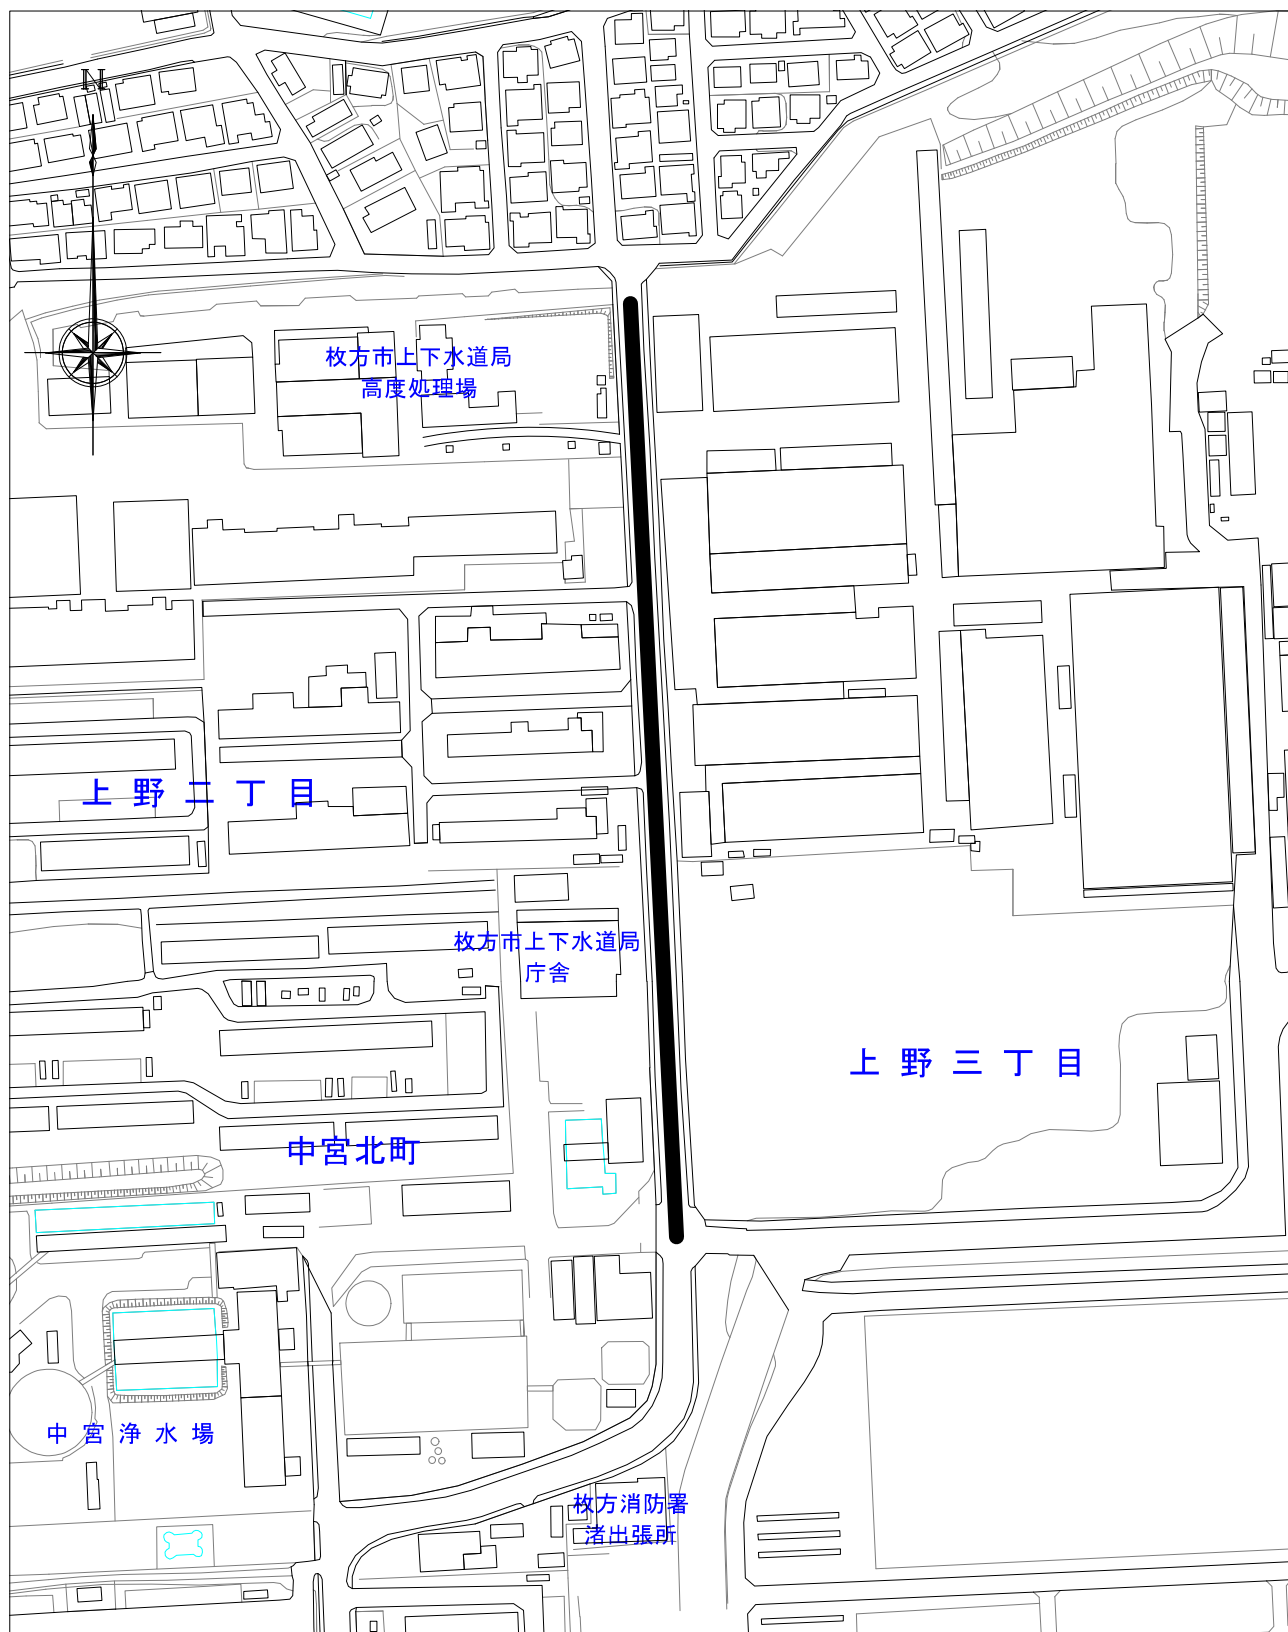 枚方市上下水道局
高度処理場
上野二丁目
枚方市上下水道局
庁舎
上野三丁目
中宮北町
中宮浄水場
枚方消防署
渚出張所